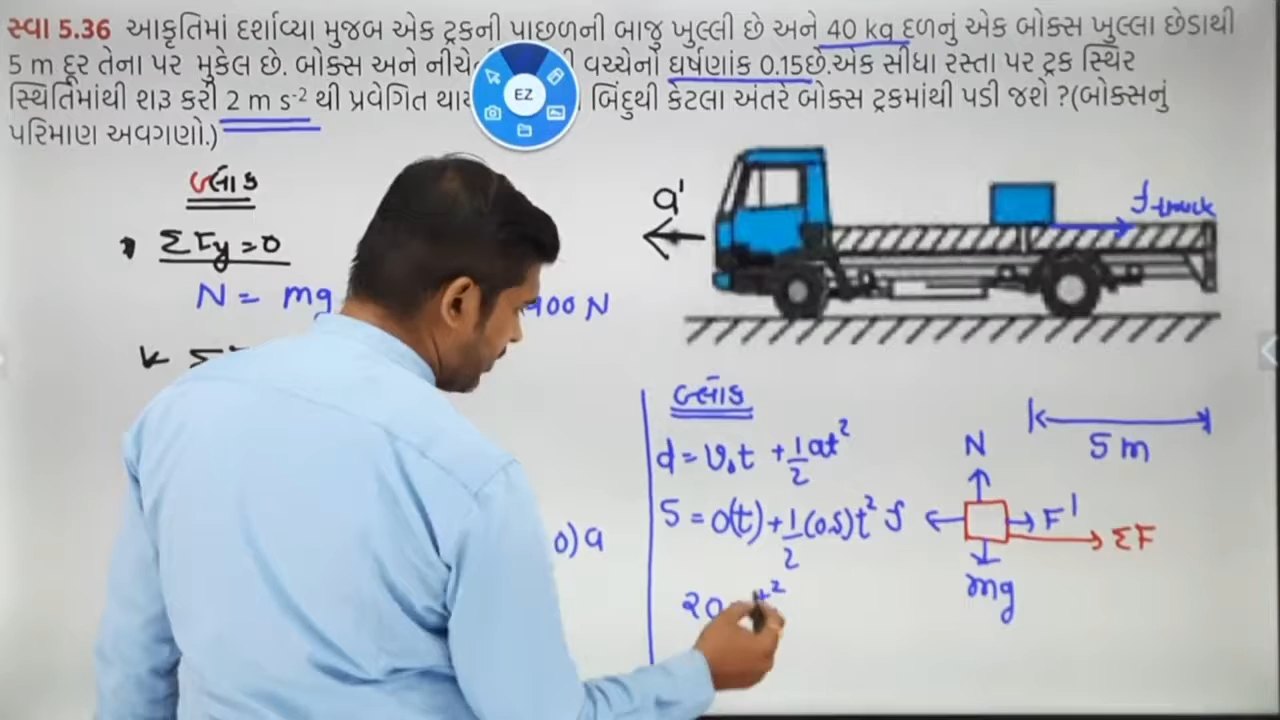 સ્વા 5.36 આકૃતિમાં દર્શાવ્યા મુજબ એક ટ્રકની પાછળની બાજુ ખુલ્લી છે અને 40 kg દળનું એક બોક્સ ખુલ્લા છેડાથી
5 m દૂર તેના પર મુકેલ છે. બોક્સ અને વચ્ચેનો ઘર્ષણાંક 0.15છે.એક સીધા રસ્તા પર ટ્રક સ્થિર
સ્થિતિમાંથી શરૂ કરી 2 m s-² થી પ્રવેગિત બિંદુથી કેટલા અંતરે બોક્સ ટ્રકમાંથી પડી જશે ?(બોક્સનું
પરિમાણ અવગણો.)
EZ
બ્લોક
ΣFy = 0
N = mg
400 N
0) a
a'
f truck
5 m
બ્લૉક
d = v₀t + 1/2 at²
5 = 0(t) + 1/2 (0.5)t²
20 t²
N
f
F'
ΣF
mg